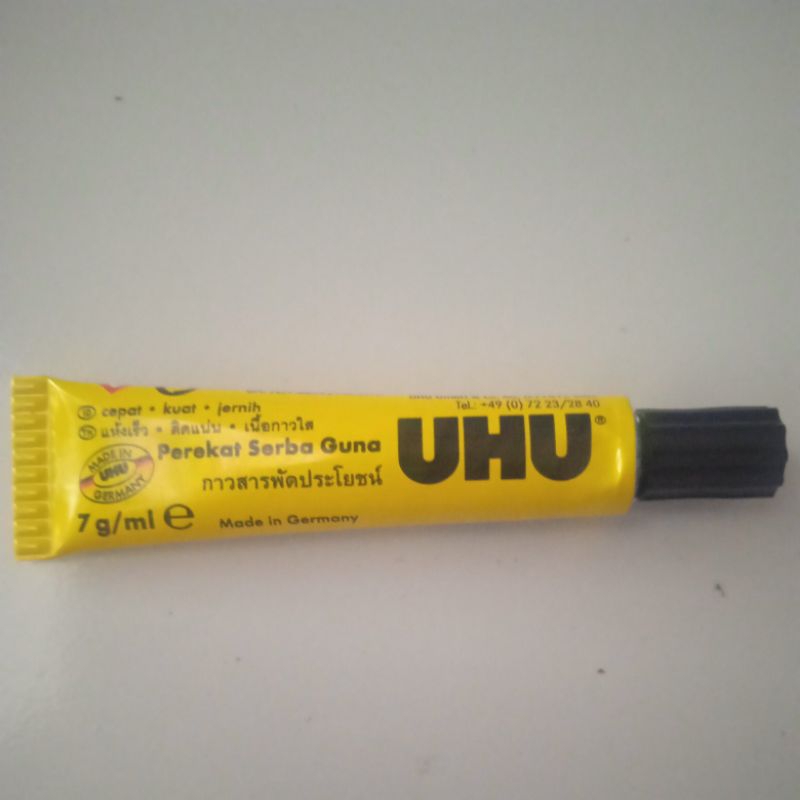 Tel.: +49 (0) 72 23/28 40
ID cepat • kuat • jernih
TH แห้งเร็ว • ติดแน่น • เนื้อกาวใส
MADE IN
UHU
GERMANY
Perekat Serba Guna
กาวสารพัดประโยชน์
UHU®
7 g/ml ℮
Made in Germany